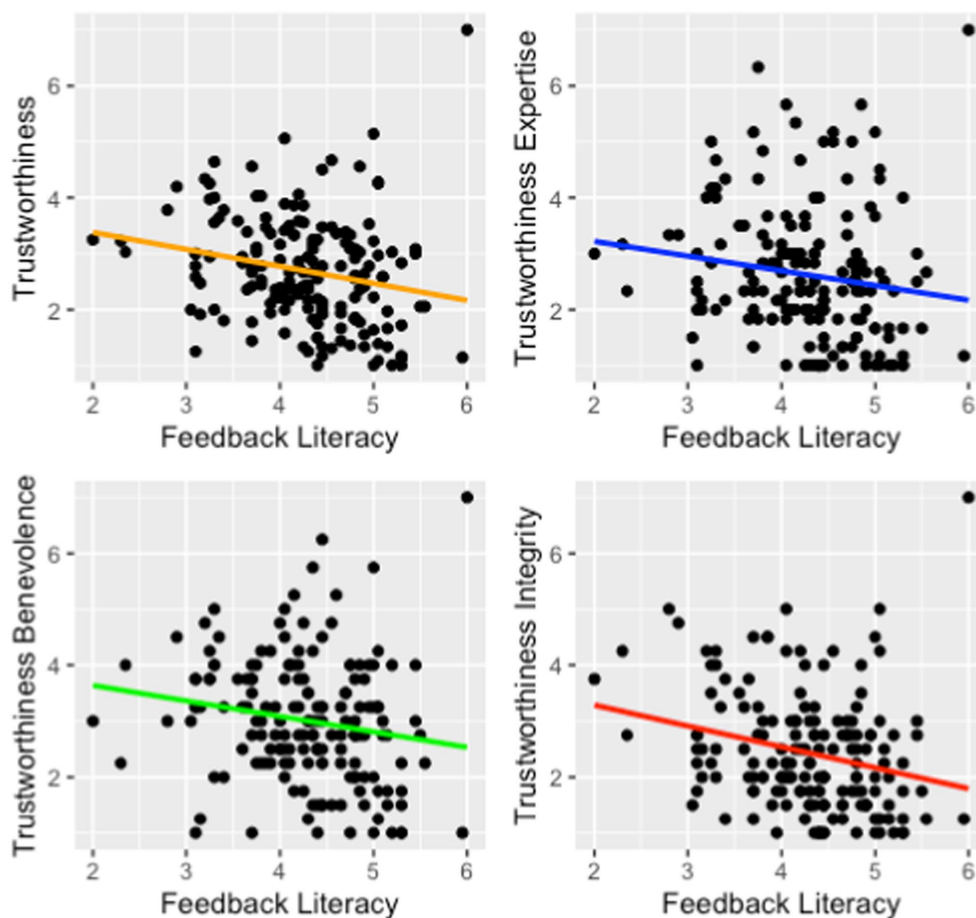 Trustworthiness
6
4
2
2 3 4 5 6
Feedback Literacy
Trustworthiness Expertise
6
4
2
2 3 4 5 6
Feedback Literacy
Trustworthiness Benevolence
6
4
2
2 3 4 5 6
Feedback Literacy
Trustworthiness Integrity
6
4
2
2 3 4 5 6
Feedback Literacy